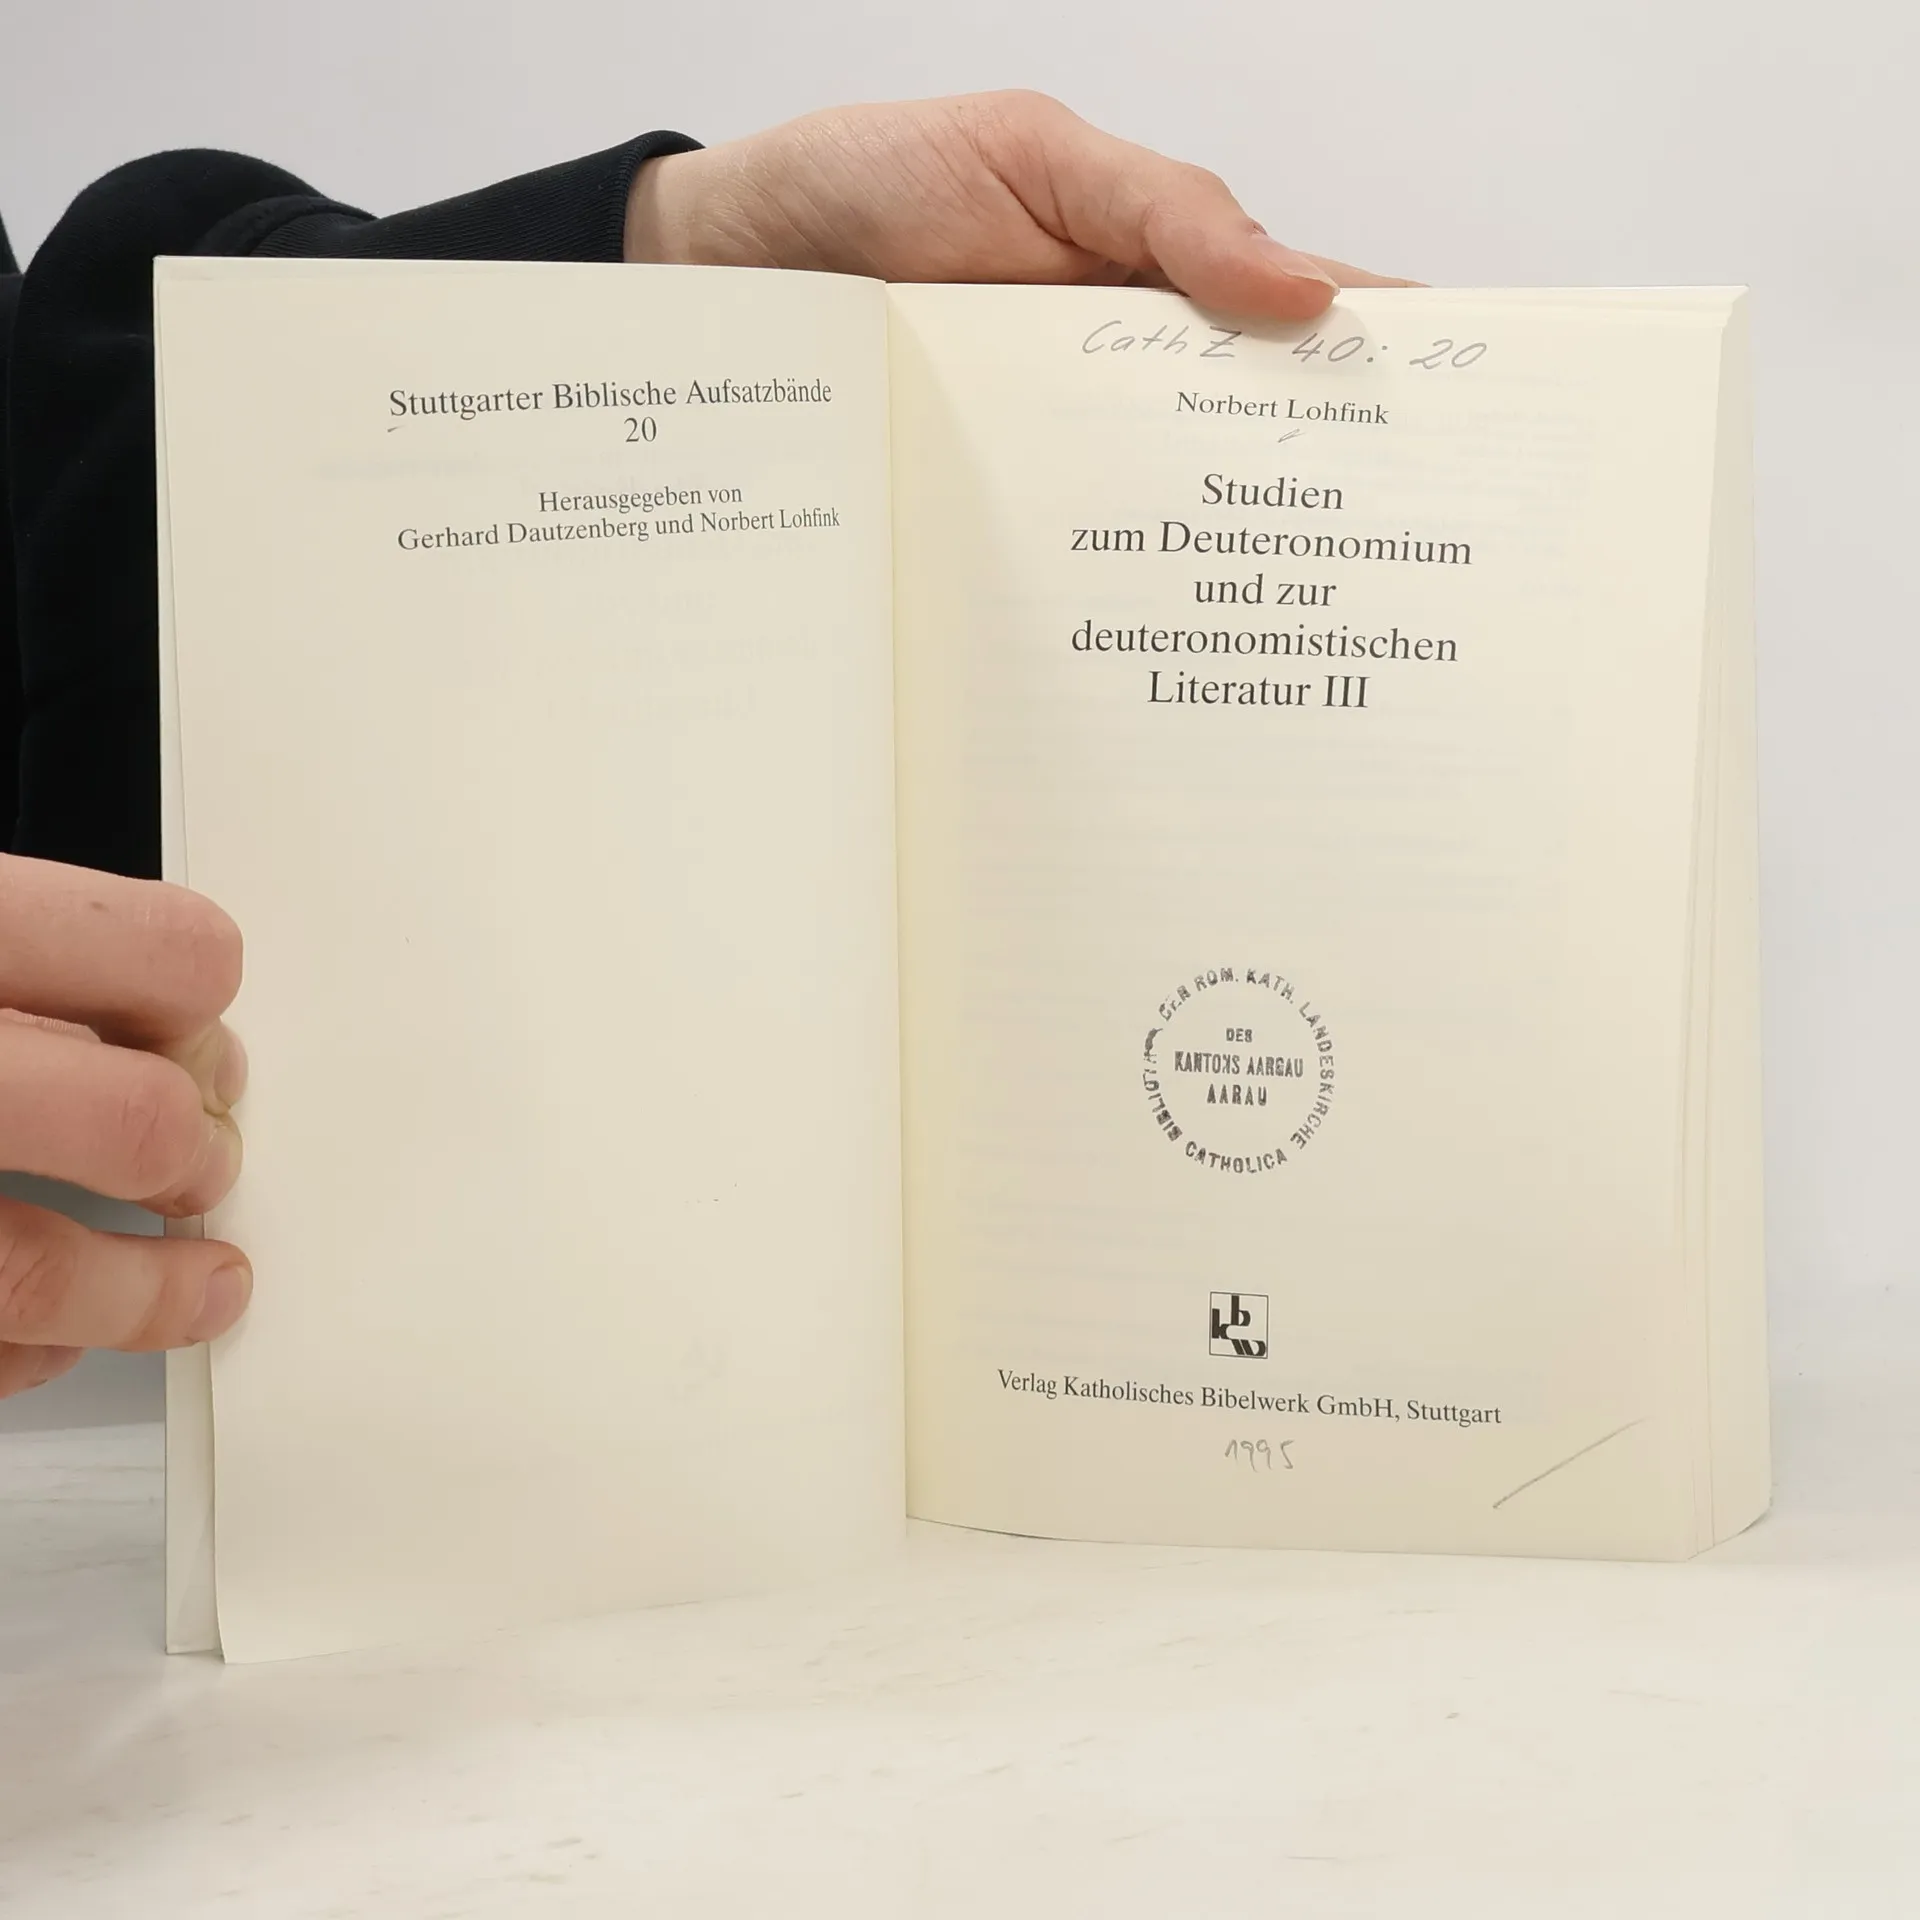 Stuttgarter Biblische Aufsatzbände
20
Herausgegeben von
Gerhard Dautzenberg und Norbert Lohfink
CathZ 40: 20
Norbert Lohfink
Studien
zum Deuteronomium
und zur
deuteronomistischen
Literatur III
DER ROM. KATH. LANDESKIRCHE
DES
KANTONS AARGAU
AARAU
CATHOLICA
kbw
Verlag Katholisches Bibelwerk GmbH, Stuttgart
1995